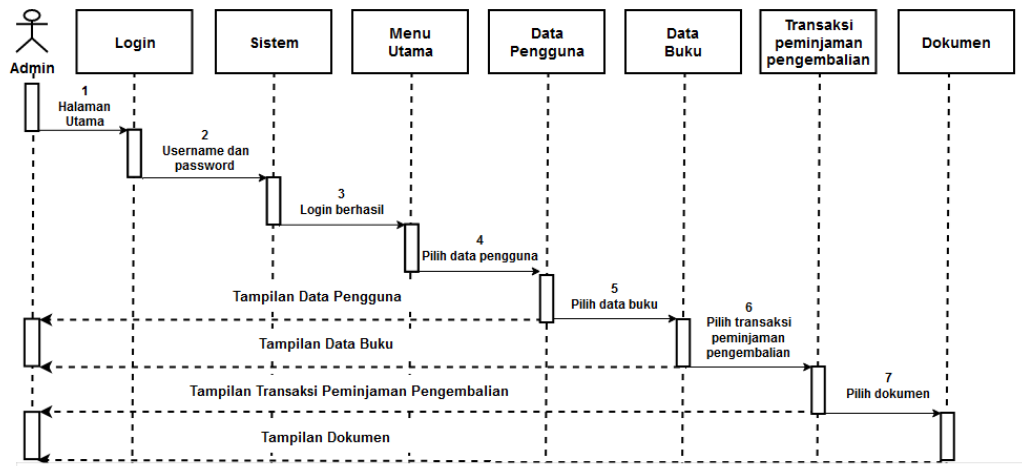 Admin
Login
Sistem
Menu
Utama
Data
Pengguna
Data
Buku
Transaksi
peminjaman
pengembalian
Dokumen
1
Halaman
Utama
2
Username dan
password
3
Login berhasil
4
Pilih data pengguna
5
Pilih data buku
6
Pilih transaksi
peminjaman
pengembalian
7
Pilih dokumen
Tampilan Data Pengguna
Tampilan Data Buku
Tampilan Transaksi Peminjaman Pengembalian
Tampilan Dokumen